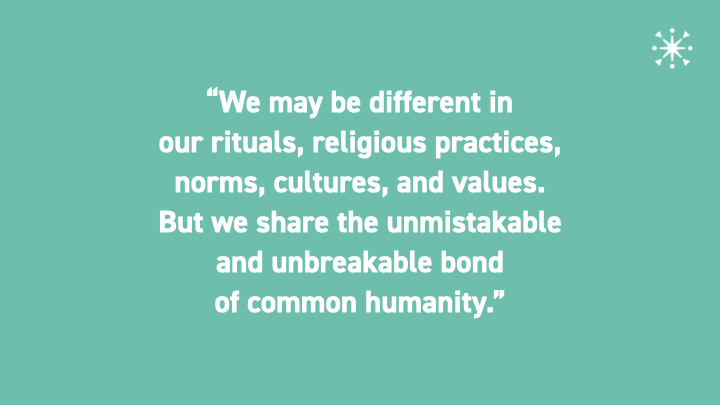 “We may be different in
our rituals, religious practices,
norms, cultures, and values.
But we share the unmistakable
and unbreakable bond
of common humanity.”